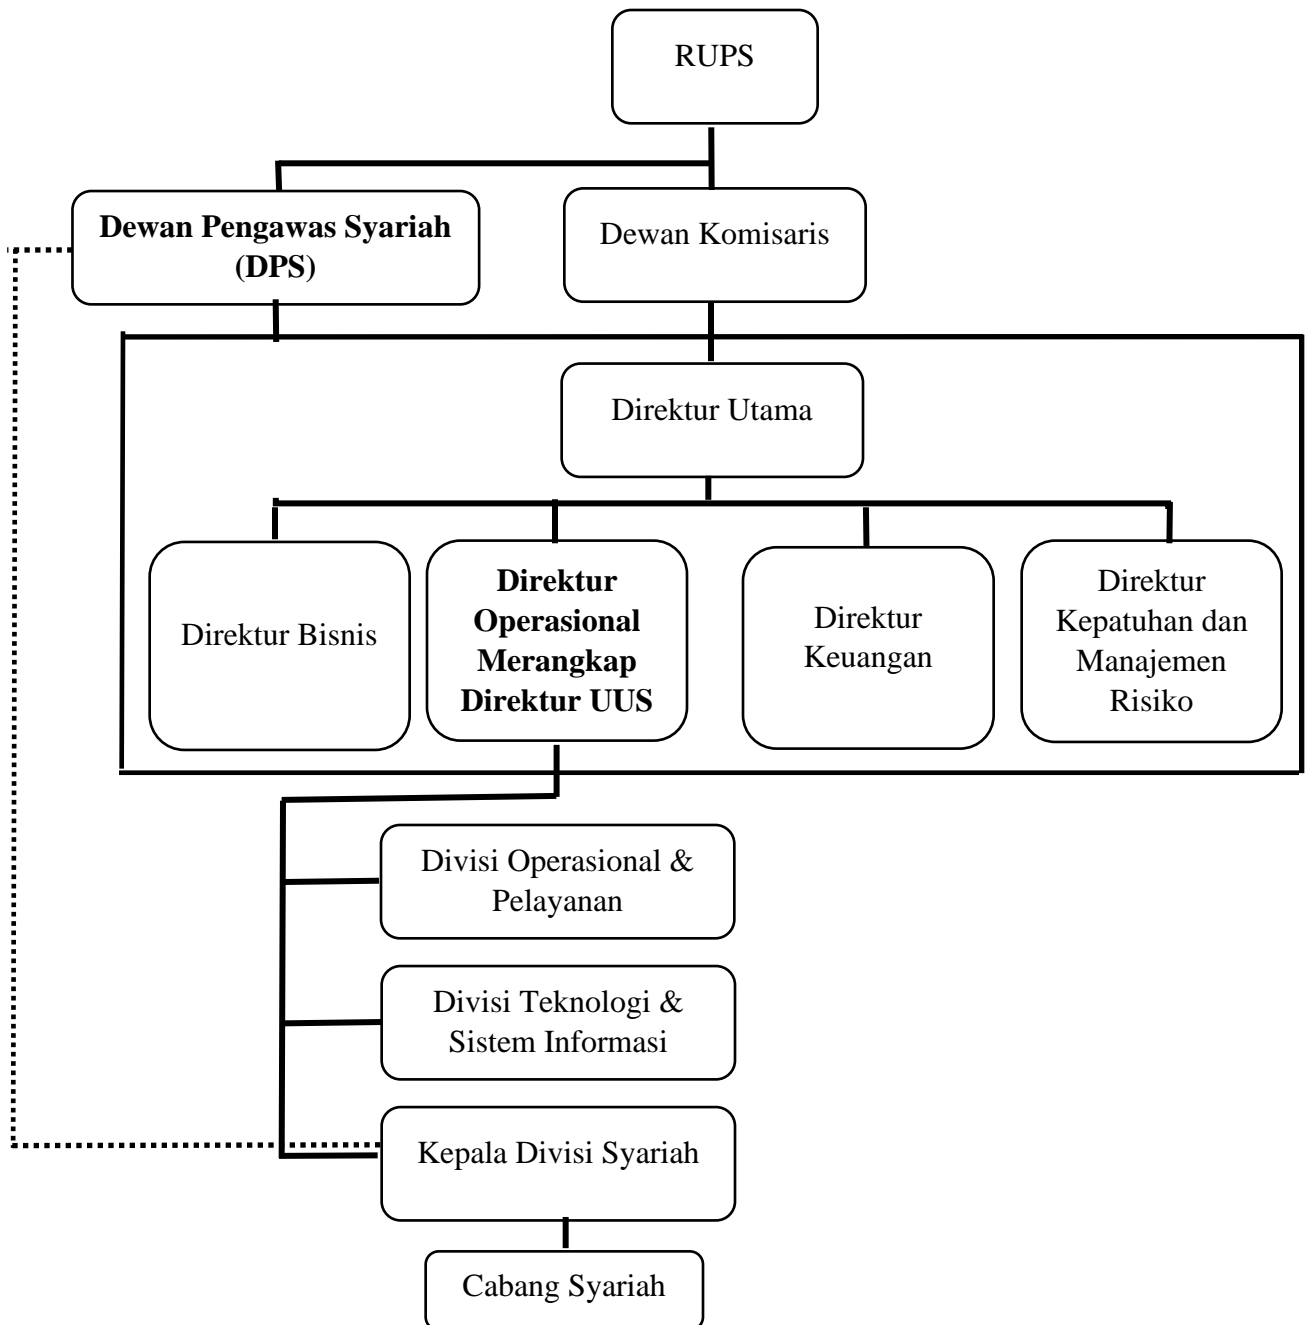 RUPS
Dewan Pengawas Syariah
(DPS)
Dewan Komisaris
Direktur Utama
Direktur Bisnis
Direktur
Operasional
Merangkap
Direktur UUS
Direktur
Keuangan
Direktur
Kepatuhan dan
Manajemen
Risiko
Divisi Operasional &
Pelayanan
Divisi Teknologi &
Sistem Informasi
Kepala Divisi Syariah
Cabang Syariah